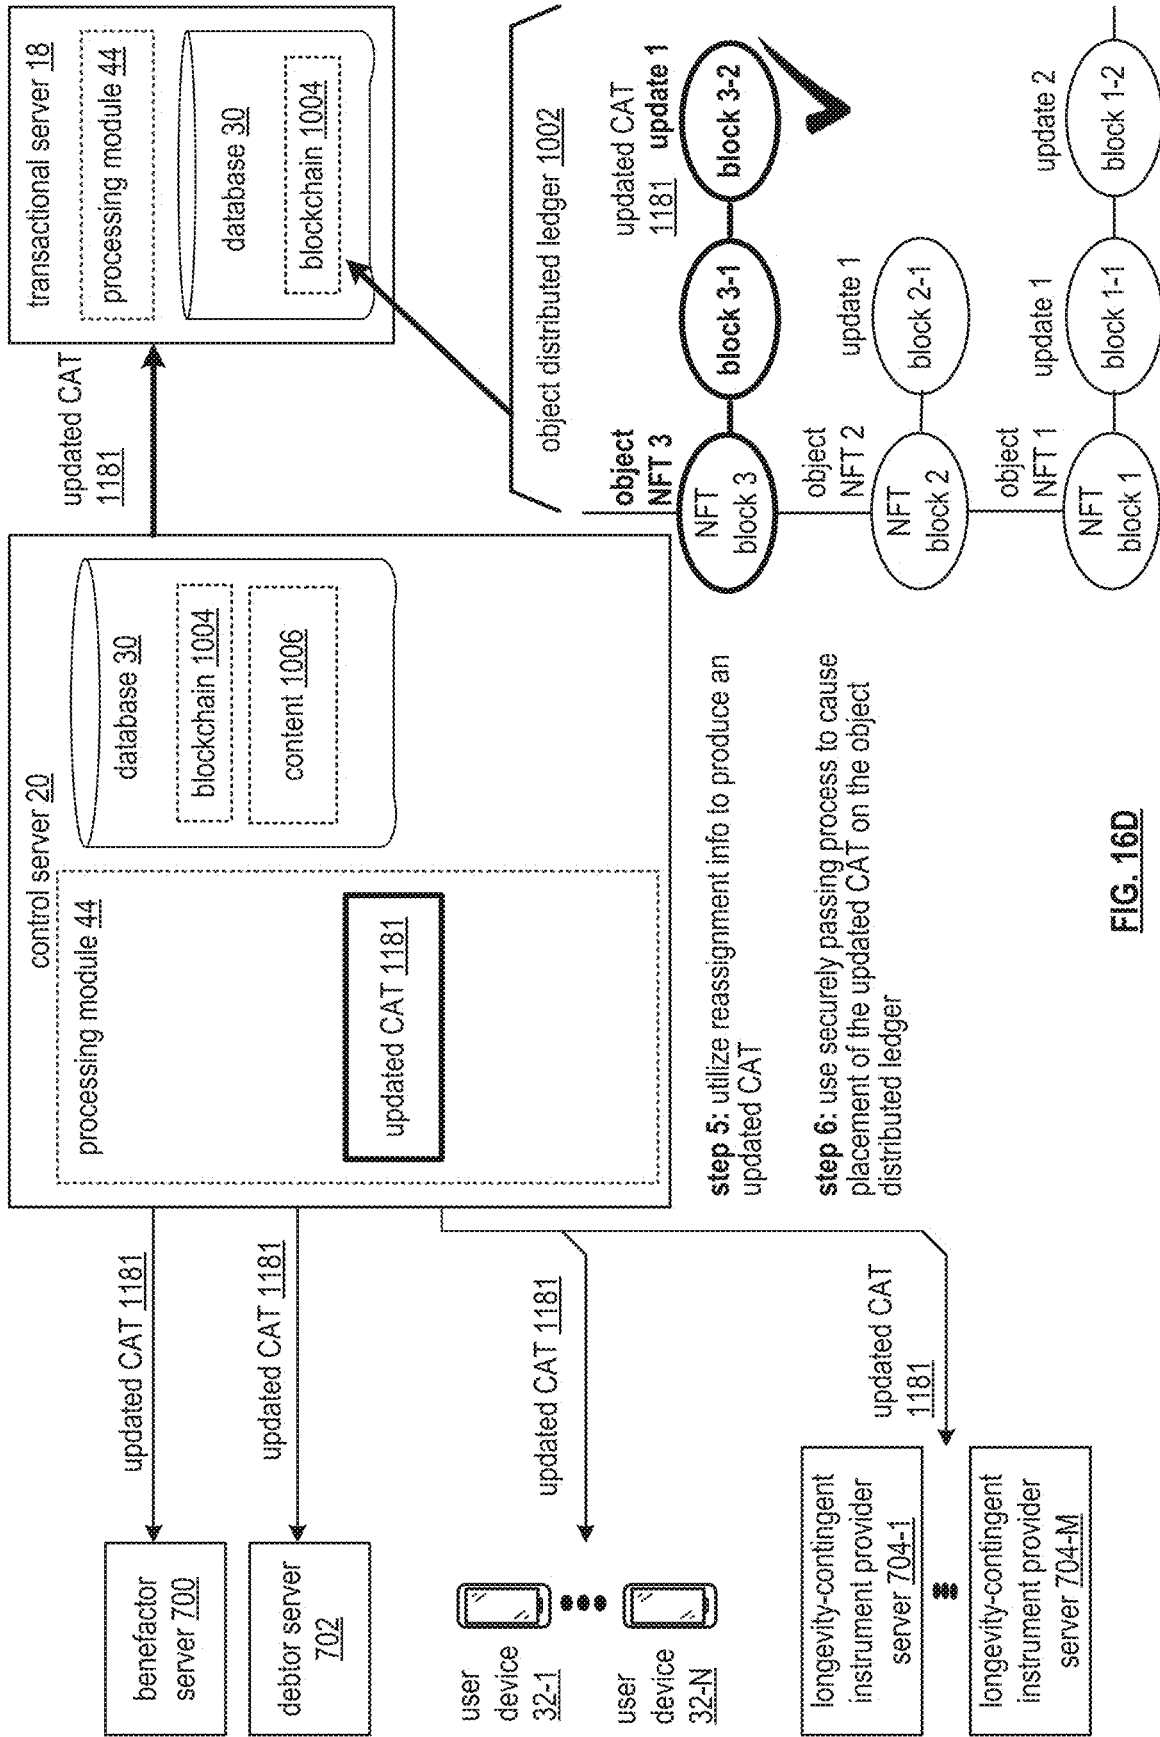 benefactor
server 700
debtor server
702
user
device
32-1
user
device
32-N
longevity-contingent
instrument provider
server 704-1
longevity-contingent
instrument provider
server 704-M
updated CAT 1181
updated CAT 1181
updated CAT 1181
updated CAT
1181
control server 20
processing module 44
updated CAT 1181
database 30
blockchain 1004
content 1006
step 5: utilize reassignment info to produce an
updated CAT
step 6: use securely passing process to cause
placement of the updated CAT on the object
distributed ledger
updated CAT
1181
transactional server 18
processing module 44
database 30
blockchain 1004
object distributed ledger 1002
object
NFT 3
updated CAT
1181 update 1
NFT
block 3
block 3-1
block 3-2
object
NFT 2
update 1
NFT
block 2
block 2-1
object
NFT 1
update 1
update 2
NFT
block 1
block 1-1
block 1-2
FIG. 16D